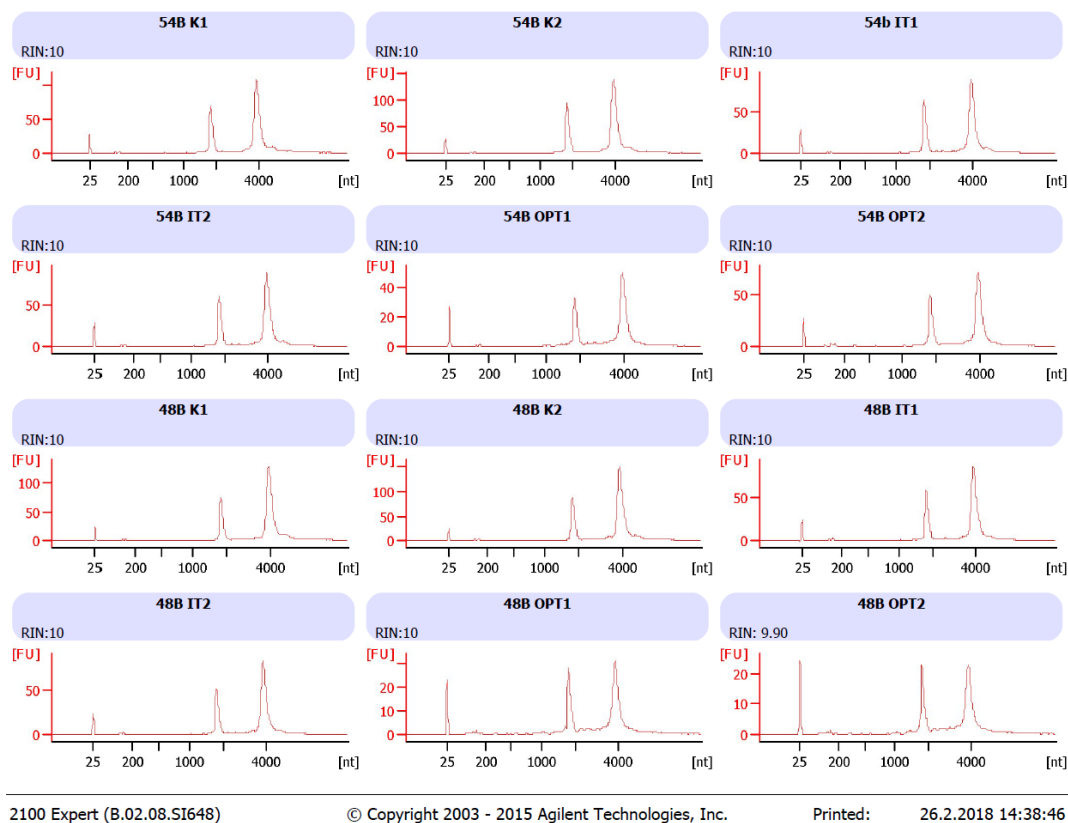 54B K1 54B K2 54b IT1
RIN:10 RIN:10 RIN:10
[FU] [FU] [FU]
100
50 50 50
0 0 0
25 200 1000 4000 [nt] 25 200 1000 4000 [nt] 25 200 1000 4000 [nt]
54B IT2 54B OPT1 54B OPT2
RIN:10 RIN:10 RIN:10
[FU] [FU] [FU]
40
50 50
20
0 0 0
25 200 1000 4000 [nt] 25 200 1000 4000 [nt] 25 200 1000 4000 [nt]
48B K1 48B K2 48B IT1
RIN:10 RIN:10 RIN:10
[FU] [FU] [FU]
100 100
50 50 50
0 0 0
25 200 1000 4000 [nt] 25 200 1000 4000 [nt] 25 200 1000 4000 [nt]
48B IT2 48B OPT1 48B OPT2
RIN:10 RIN:10 RIN: 9.90
[FU] [FU] [FU]
50 20 20
10 10
0 0 0
25 200 1000 4000 [nt] 25 200 1000 4000 [nt] 25 200 1000 4000 [nt]
2100 Expert (B.02.08.SI648) © Copyright 2003 - 2015 Agilent Technologies, Inc. Printed: 26.2.2018 14:38:46